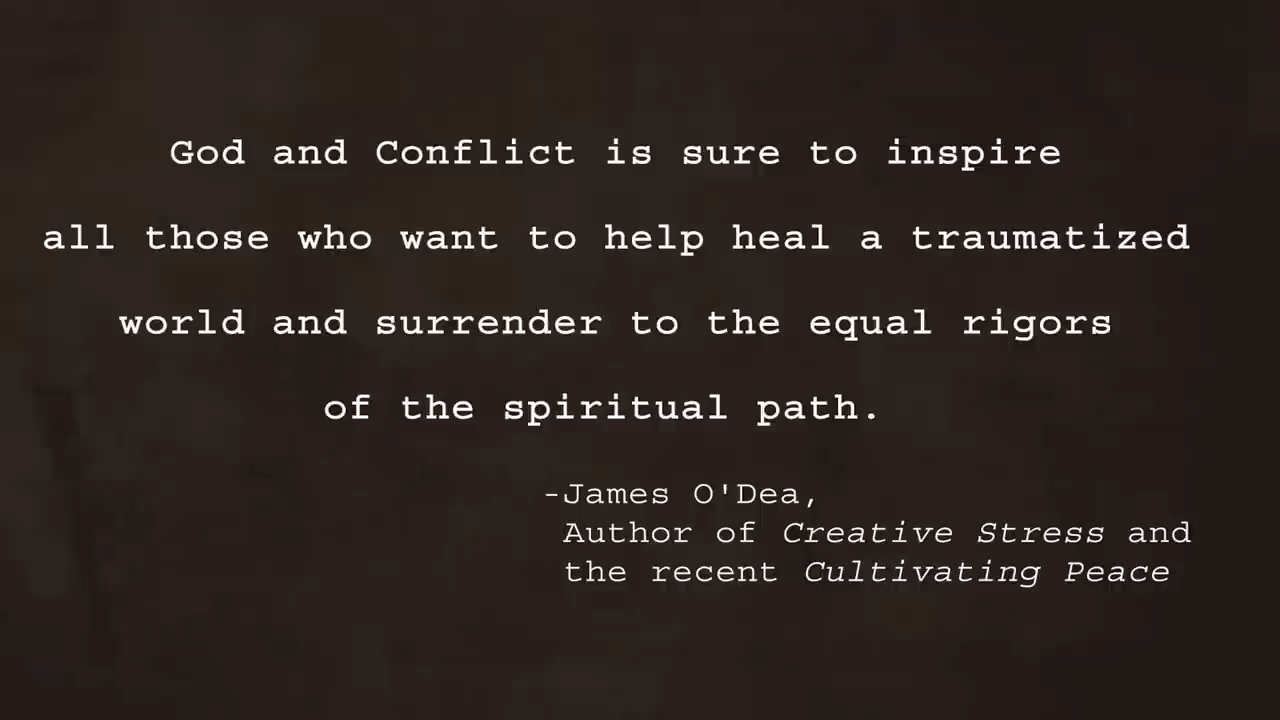 God and Conflict is sure to inspire
all those who want to help heal a traumatized
world and surrender to the equal rigors
of the spiritual path.
-James O'Dea,
Author of Creative Stress and
the recent Cultivating Peace